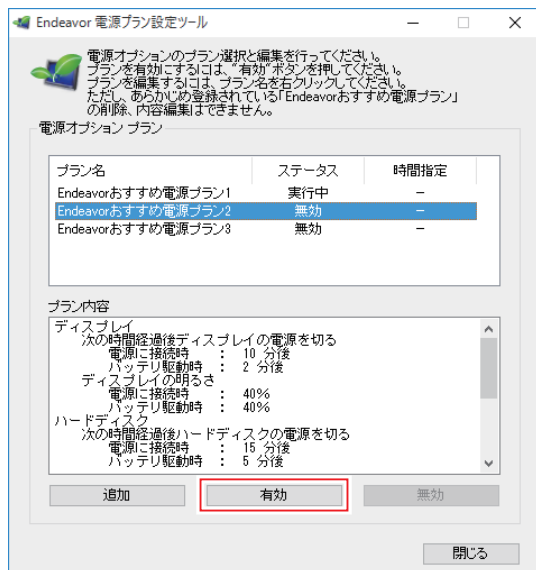 Endeavor 電源プラン設定ツール
電源オプションのプラン選択と編集を行ってください。
プランを有効にするには、“有効”ボタンを押してください。
プランを編集するには、プラン名を右クリックしてください。
ただし、あらかじめ登録されている「Endeavorおすすめ電源プラン」
の削除、内容編集はできません。
電源オプション プラン
プラン名 ステータス 時間指定
Endeavorおすすめ電源プラン1 実行中 −
Endeavorおすすめ電源プラン2 無効 −
Endeavorおすすめ電源プラン3 無効 −
プラン内容
ディスプレイ
次の時間経過後ディスプレイの電源を切る
電源に接続時 : 10 分後
バッテリ駆動時 : 2 分後
ディスプレイの明るさ
電源に接続時 : 40%
バッテリ駆動時 : 40%
ハードディスク
次の時間経過後ハードディスクの電源を切る
電源に接続時 : 15 分後
バッテリ駆動時 : 5 分後
追加 有効 無効
閉じる